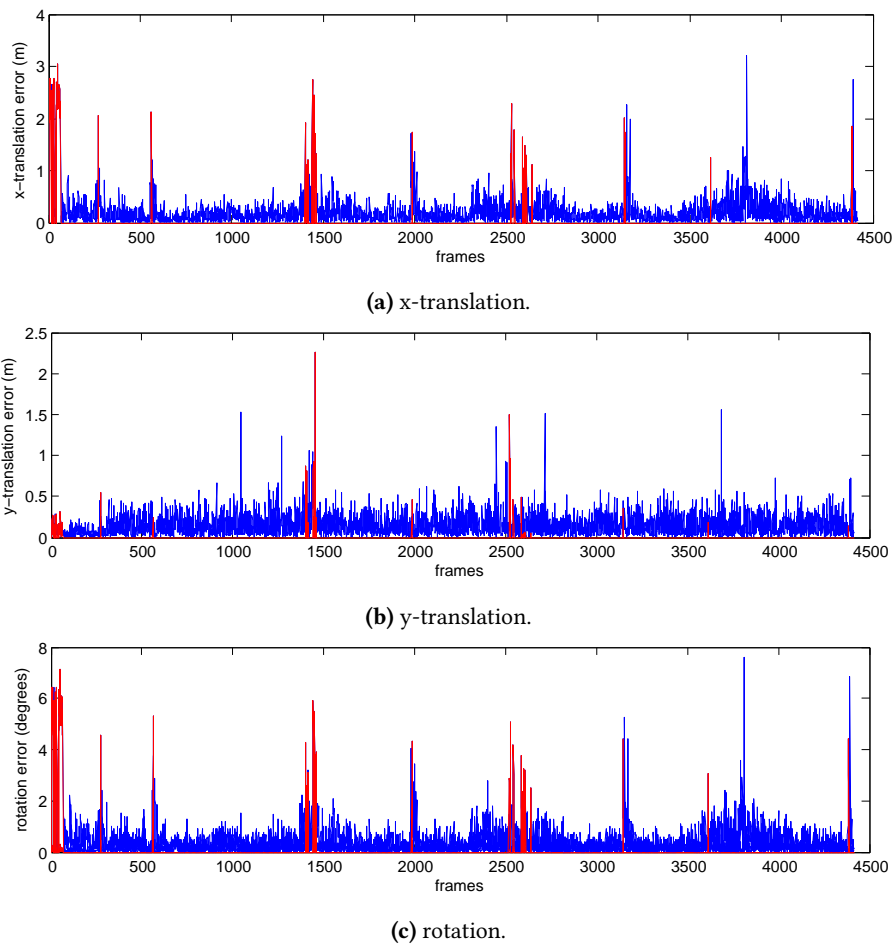 4
3
2
1
0
x−translation error (m)
0 500 1000 1500 2000 2500 3000 3500 4000 4500
frames
(a) x-translation.
2.5
2
1.5
1
0.5
0
y−translation error (m)
0 500 1000 1500 2000 2500 3000 3500 4000 4500
frames
(b) y-translation.
8
6
4
2
0
rotation error (degrees)
0 500 1000 1500 2000 2500 3000 3500 4000 4500
frames
(c) rotation.